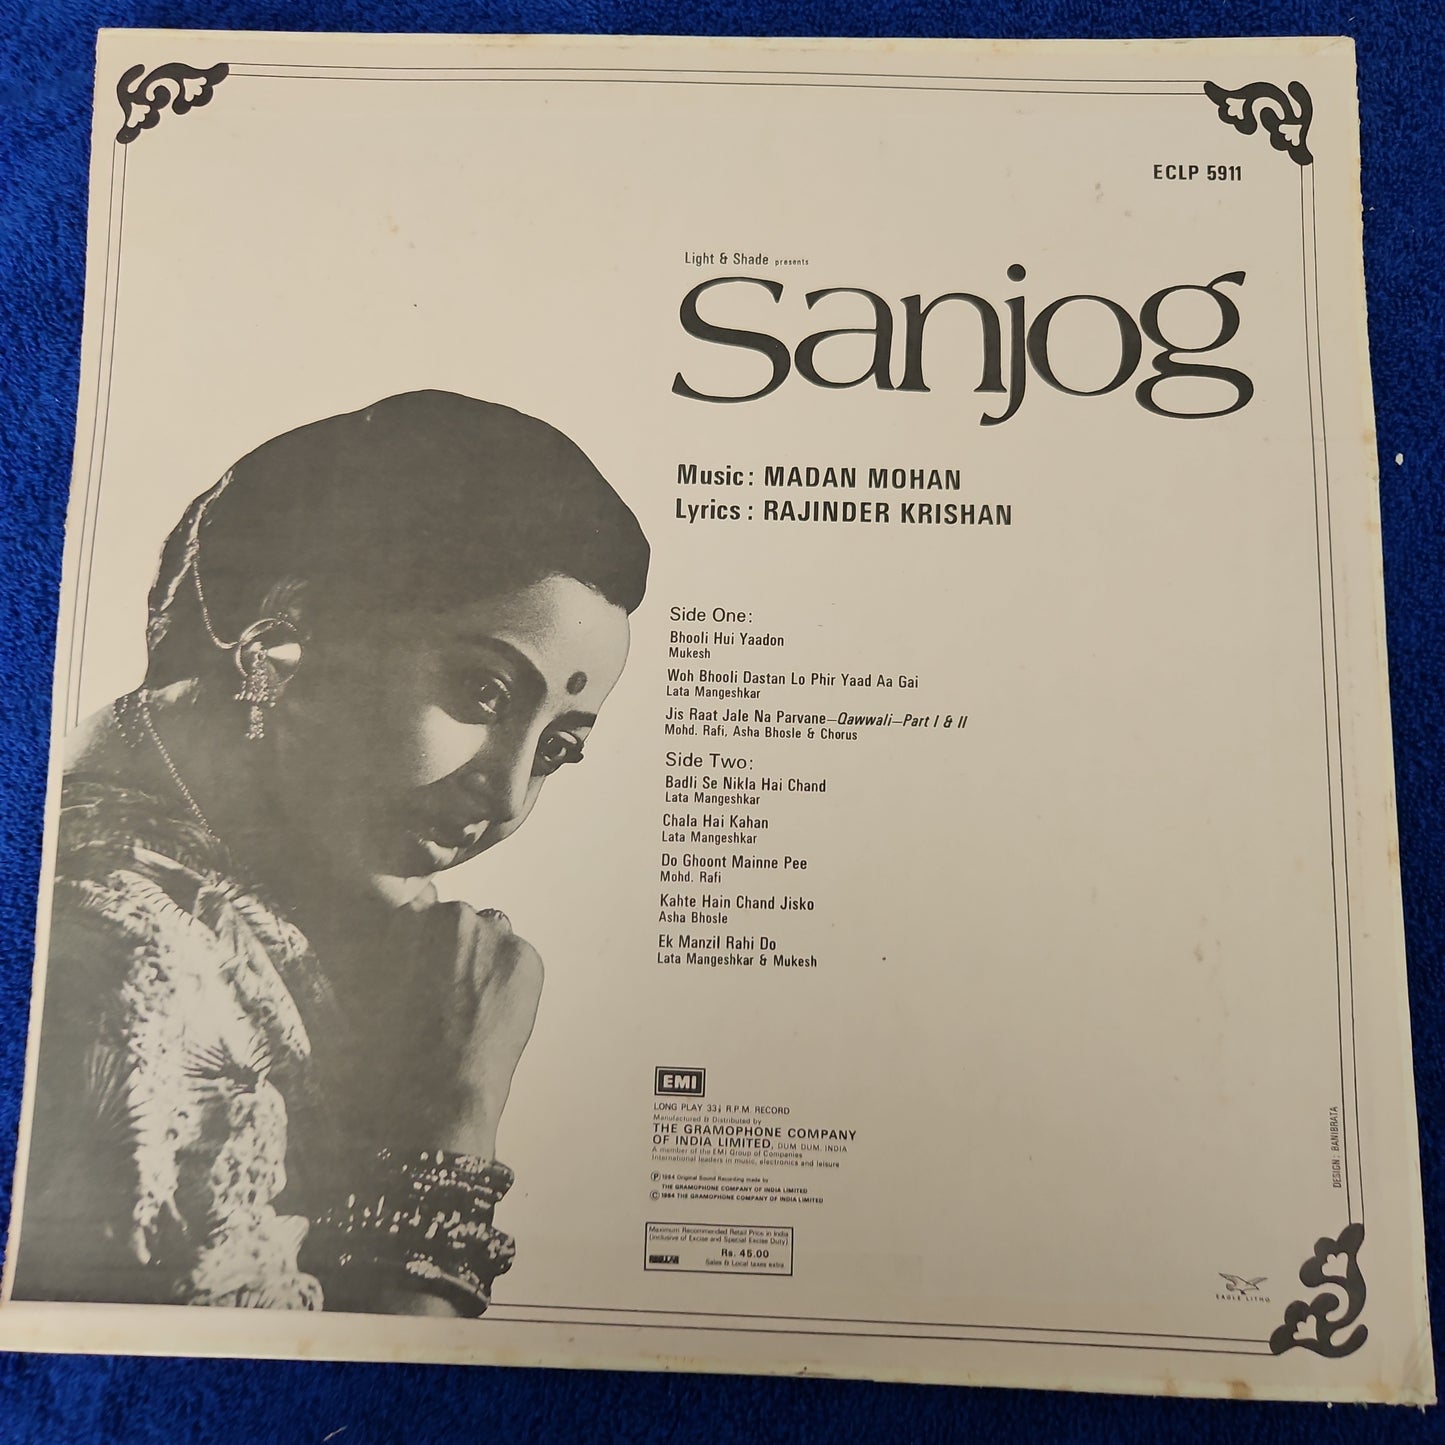 ECLP 5911
Light & Shade presents
Sanjog
Music: MADAN MOHAN
Lyrics: RAJINDER KRISHAN
Side One:
Bhooli Hui Yaadon
Mukesh
Woh Bhooli Dastan Lo Phir Yaad Aa Gai
Lata Mangeshkar
Jis Raat Jale Na Parvane—Qawwali—Part I & II
Mohd. Rafi, Asha Bhosle & Chorus
Side Two:
Badli Se Nikla Hai Chand
Lata Mangeshkar
Chala Hai Kahan
Lata Mangeshkar
Do Ghoont Mainne Pee
Mohd. Rafi
Kahte Hain Chand Jisko
Asha Bhosle
Ek Manzil Rahi Do
Lata Mangeshkar & Mukesh
EMI
LONG PLAY 33⅓ R.P.M. RECORD
Manufactured & Distributed by
THE GRAMOPHONE COMPANY
OF INDIA LIMITED, DUM DUM, INDIA
A member of the EMI Group of Companies
International leaders in music, electronics and leisure
Ⓟ 1964 Original Sound Recording made by
THE GRAMOPHONE COMPANY OF INDIA LIMITED
© 1984 THE GRAMOPHONE COMPANY OF INDIA LIMITED
Maximum Recommended Retail Price in India
(inclusive of Excise and Special Excise Duty)
Rs. 45.00
Sales & Local taxes extra
DESIGN: BANIBRATA
EAGLE LITHO